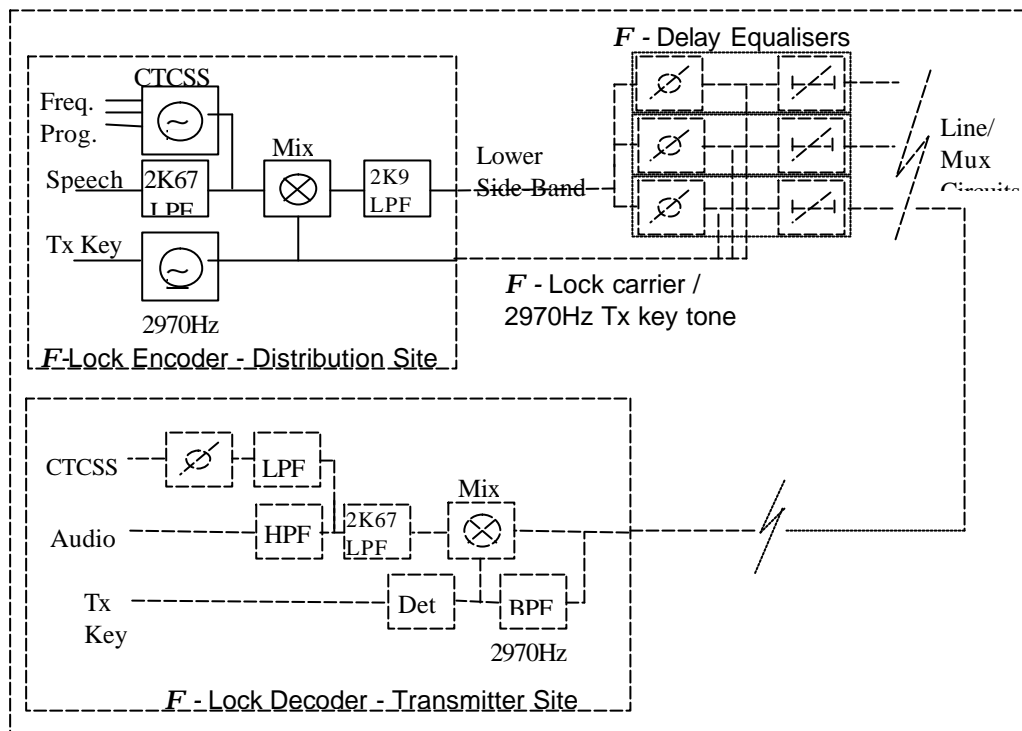 F - Delay Equalisers
CTCSS
Freq.
Prog.
Speech
2K67
LPF
Mix
2K9
LPF
Lower
Side-Band
Line/
Mux
Circuits
Tx Key
2970Hz
F - Lock carrier /
2970Hz Tx key tone
F-Lock Encoder - Distribution Site
CTCSS
LPF
Mix
Audio
HPF
2K67
LPF
Tx
Key
Det
BPF
2970Hz
F - Lock Decoder - Transmitter Site